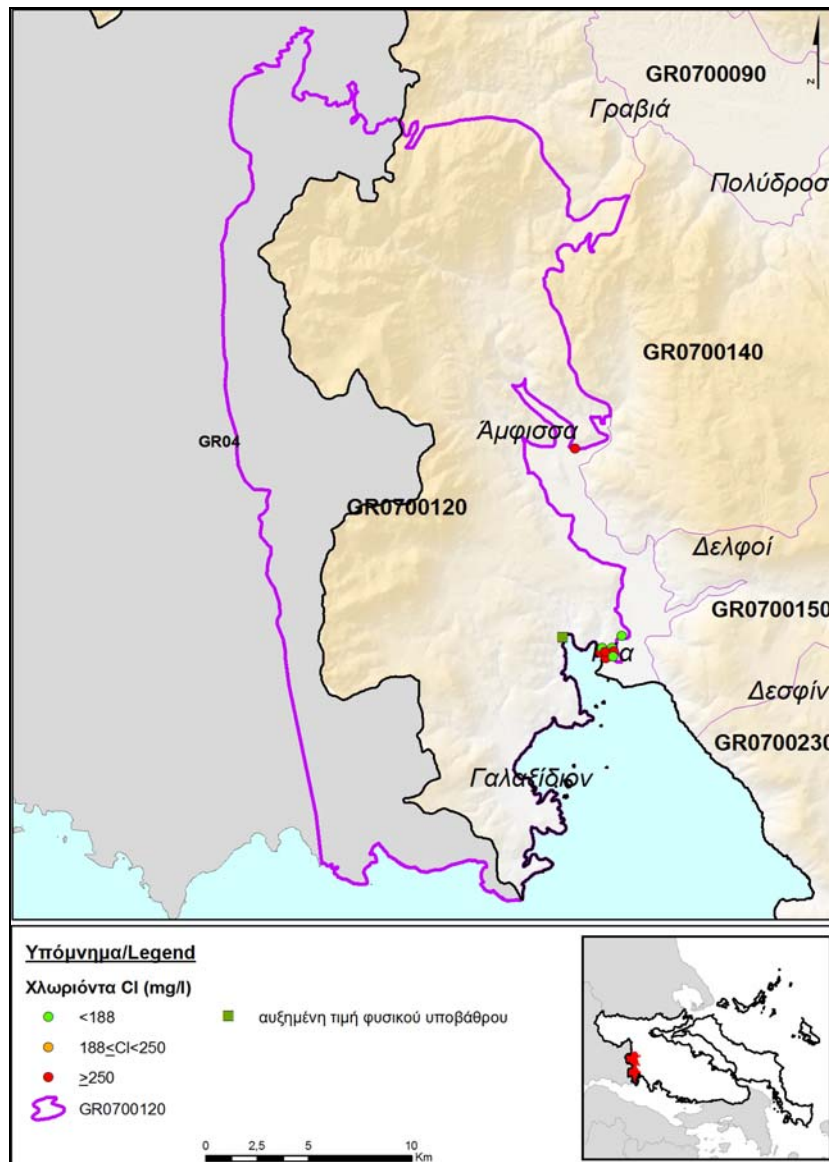 GR0700090
z
Γραβιά
Πολύδροσ
GR0700140
Άμφισσα
GR04
GR0700120
Δελφοί
GR0700150
Δεσφίν
GR0700230
Γαλαξίδιον
Υπόμνημα/Legend
Χλωριόντα Cl (mg/l)
<188
αυξημένη τιμή φυσικού υποβάθρου
188≤Cl<250
≥250
GR0700120
0 2,5 5 10
Km